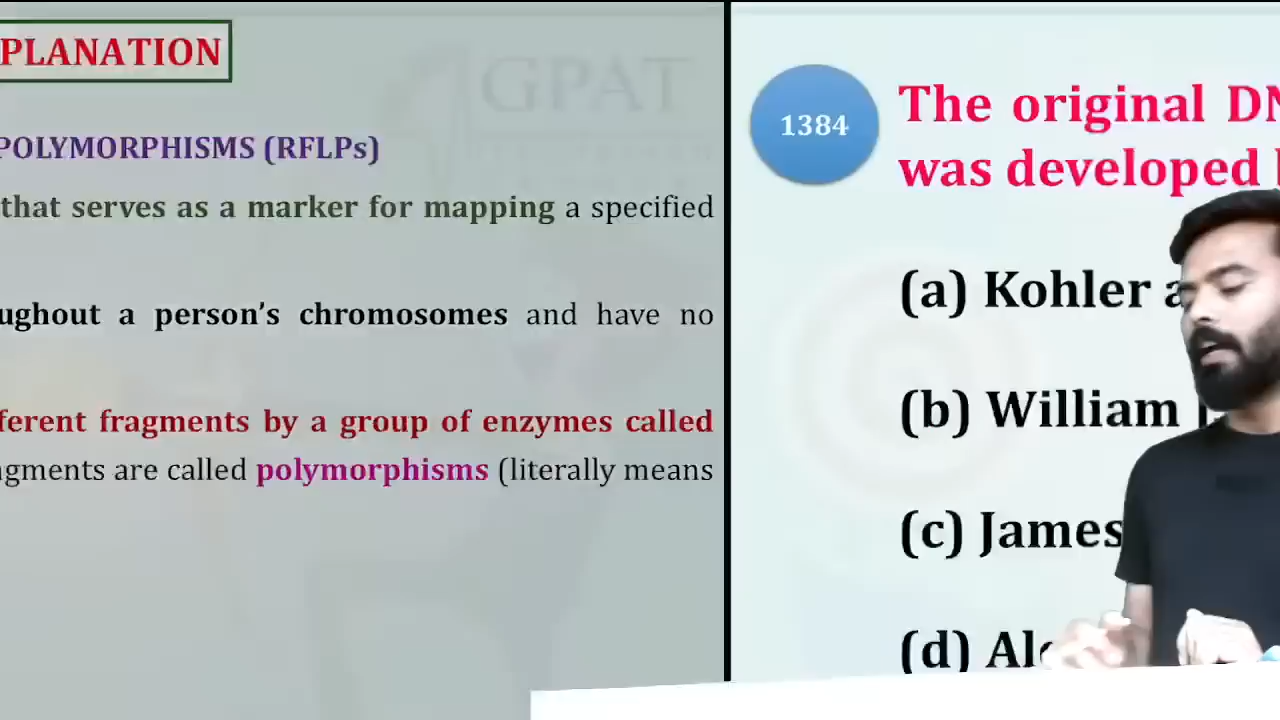 PLANATION
GPAT
POLYMORPHISMS (RFLPs)
that serves as a marker for mapping a specified
ughout a person's chromosomes and have no
ferent fragments by a group of enzymes called
gments are called polymorphisms (literally means
1384
The original DN
was developed
(a) Kohler a
(b) William
(c) James
(d) Al